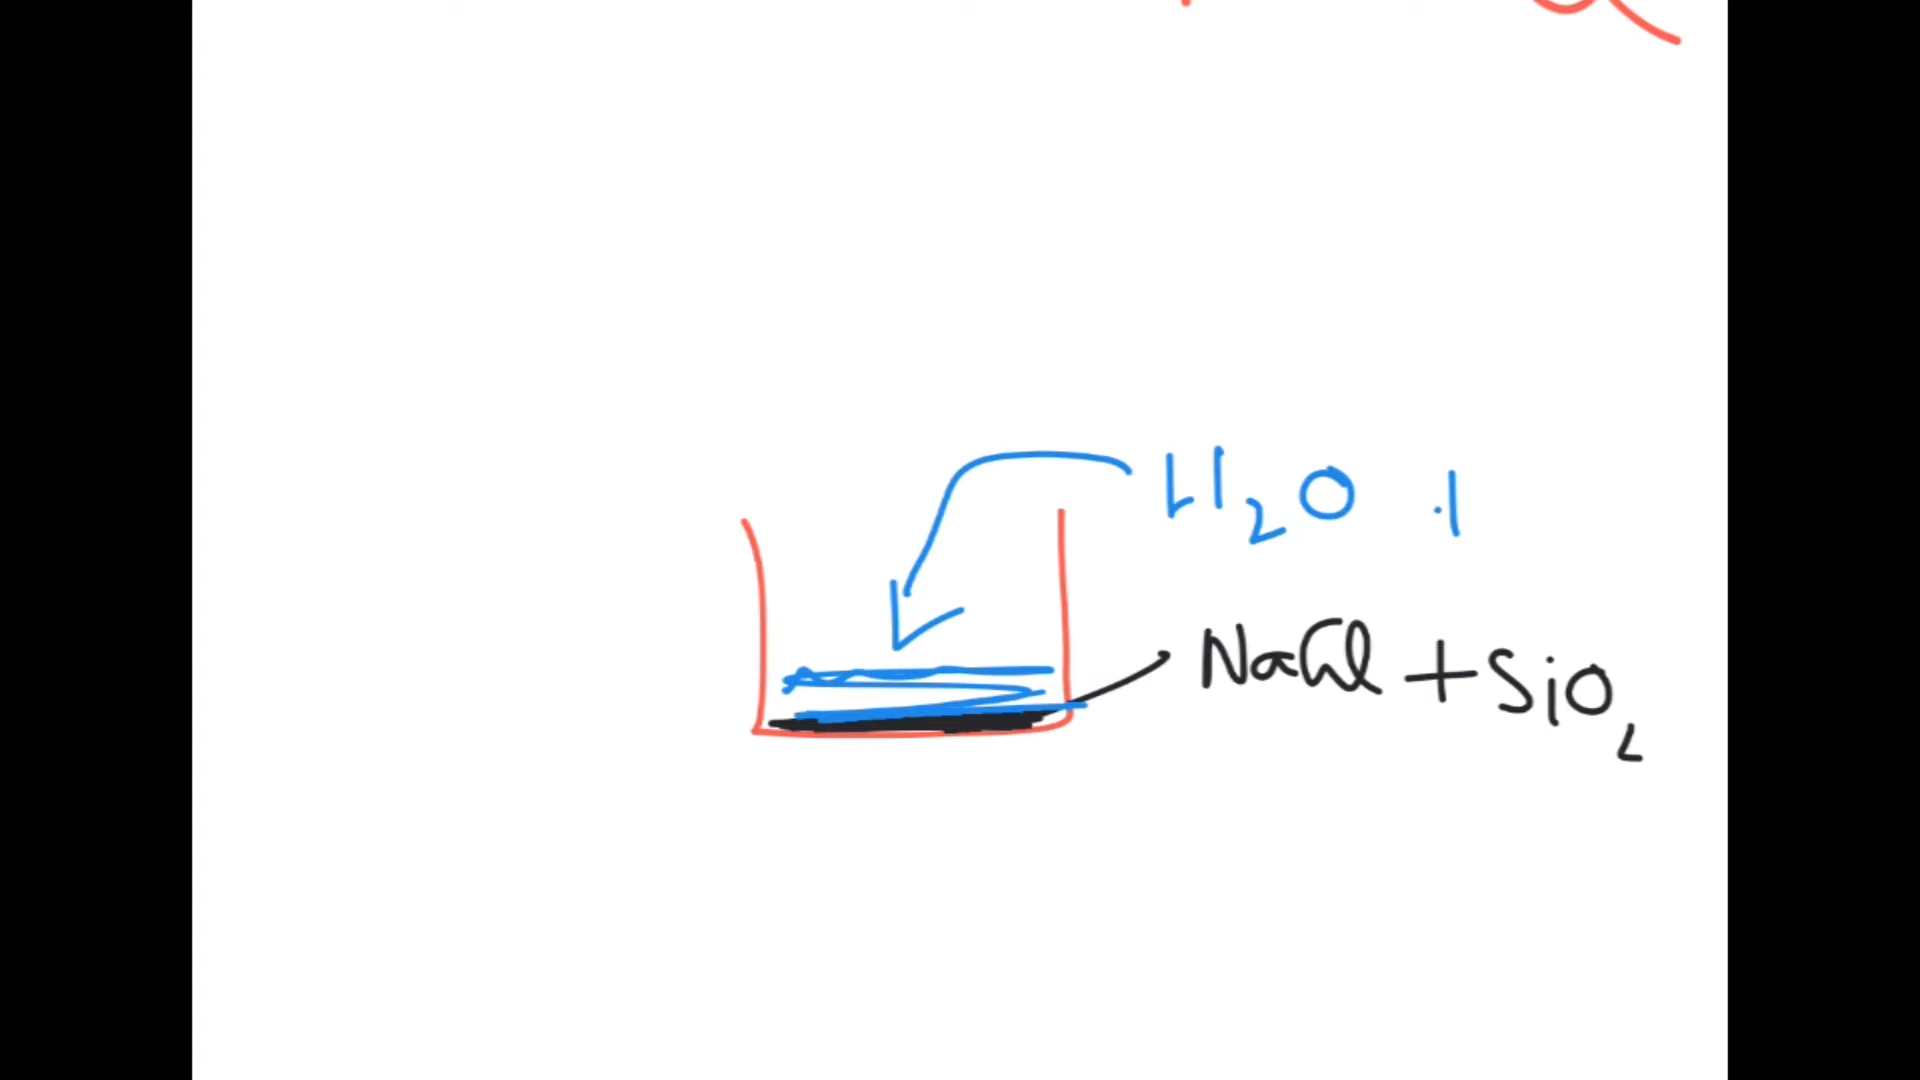 H₂O
NaCl + SiO₂